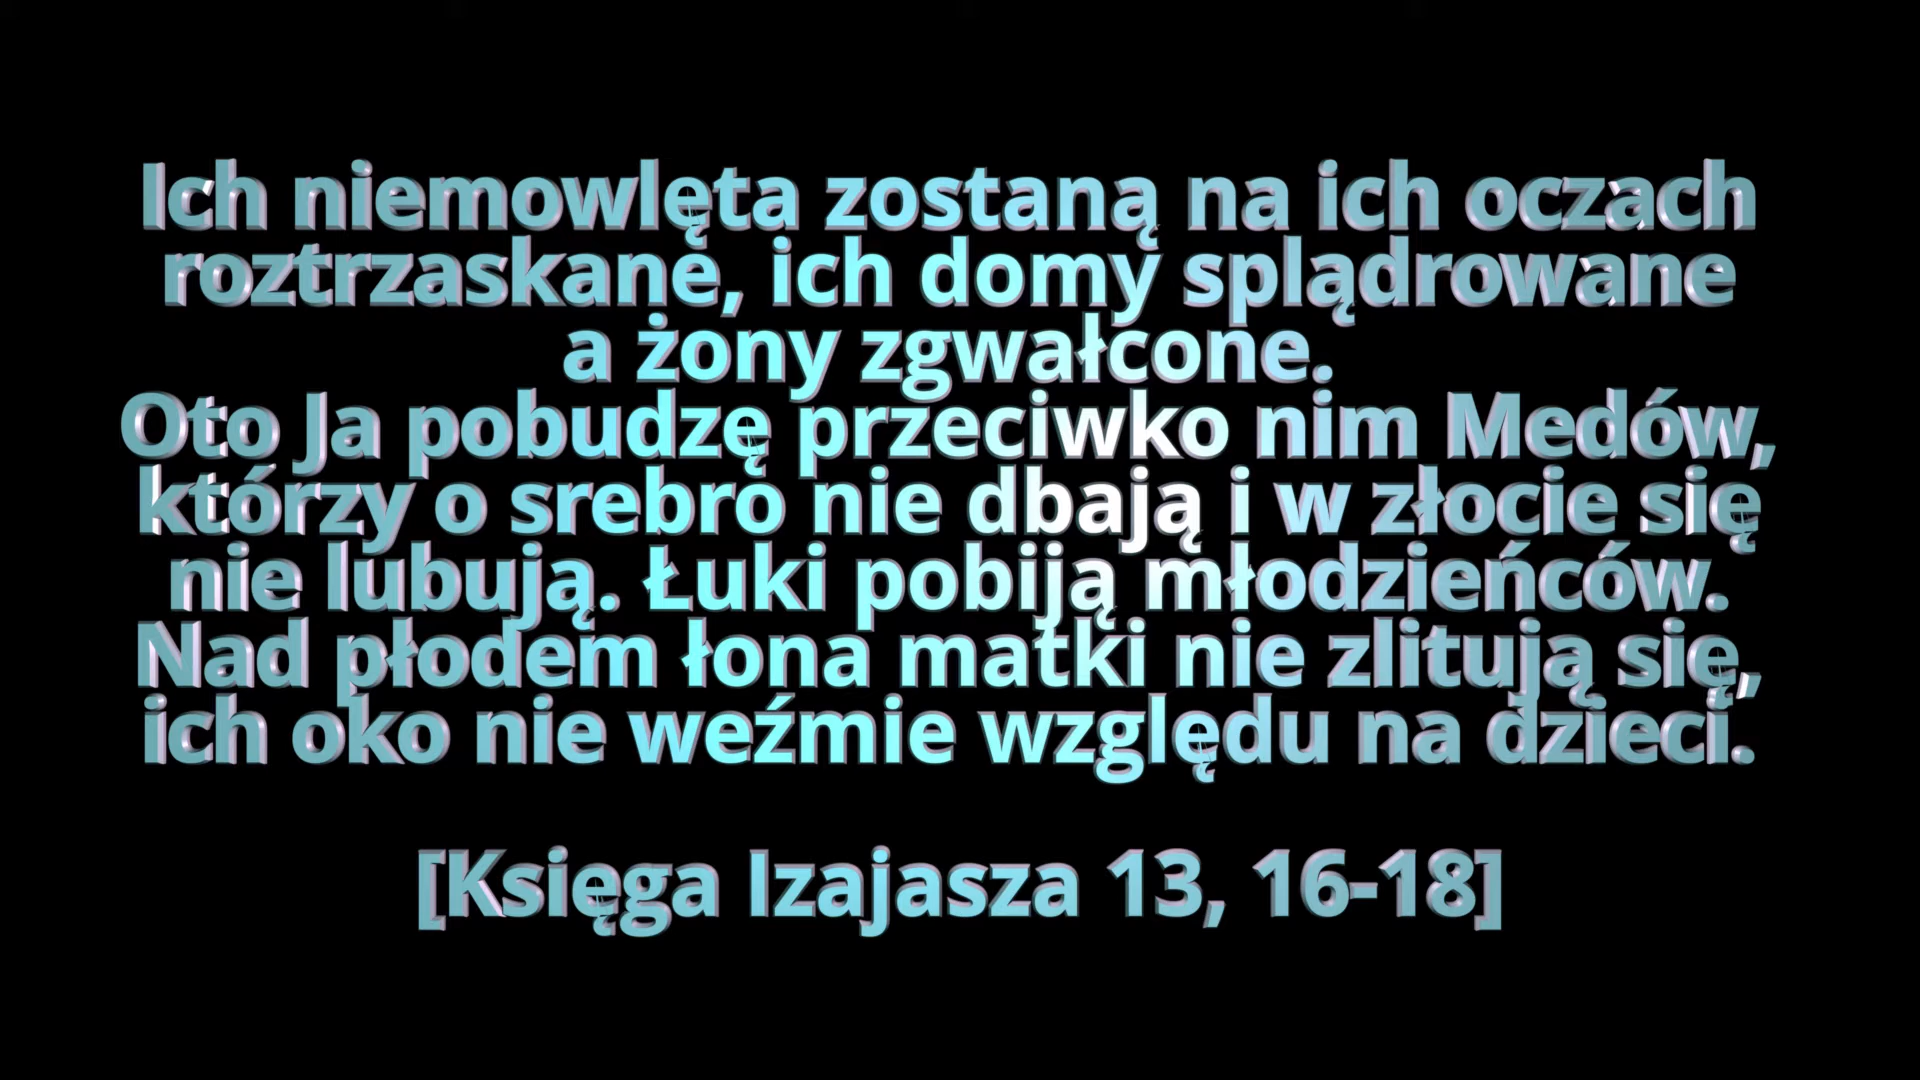 Ich niemowlęta zostaną na ich oczach
roztrzaskane, ich domy splądrowane
a żony zgwałcone.
Oto Ja pobudzę przeciwko nim Medów,
którzy o srebro nie dbają i w złocie się
nie lubują. Łuki pobiją młodzieńców.
Nad płodem łona matki nie zlitują się,
ich oko nie weźmie względu na dzieci.
[Księga Izajasza 13, 16-18]